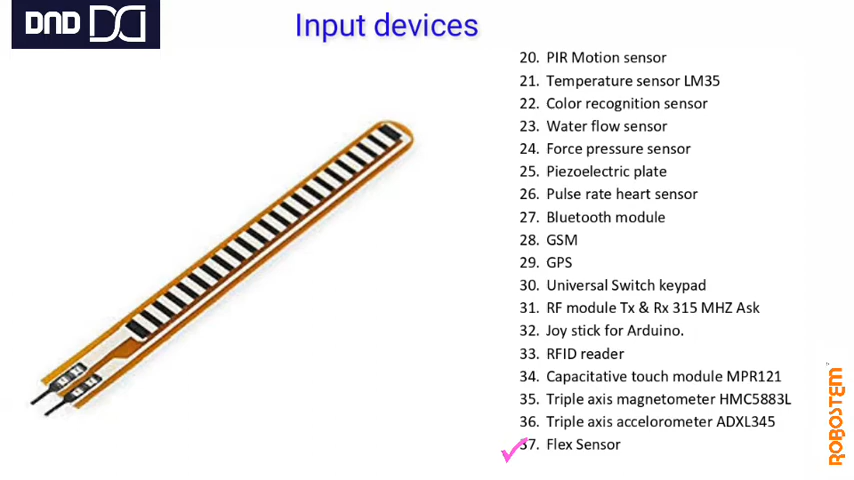 DND
Input devices
20. PIR Motion sensor
21. Temperature sensor LM35
22. Color recognition sensor
23. Water flow sensor
24. Force pressure sensor
25. Piezoelectric plate
26. Pulse rate heart sensor
27. Bluetooth module
28. GSM
29. GPS
30. Universal Switch keypad
31. RF module Tx & Rx 315 MHZ Ask
32. Joy stick for Arduino.
33. RFID reader
34. Capacitative touch module MPR121
35. Triple axis magnetometer HMC5883L
36. Triple axis accelorometer ADXL345
37. Flex Sensor
ROBOSTEM